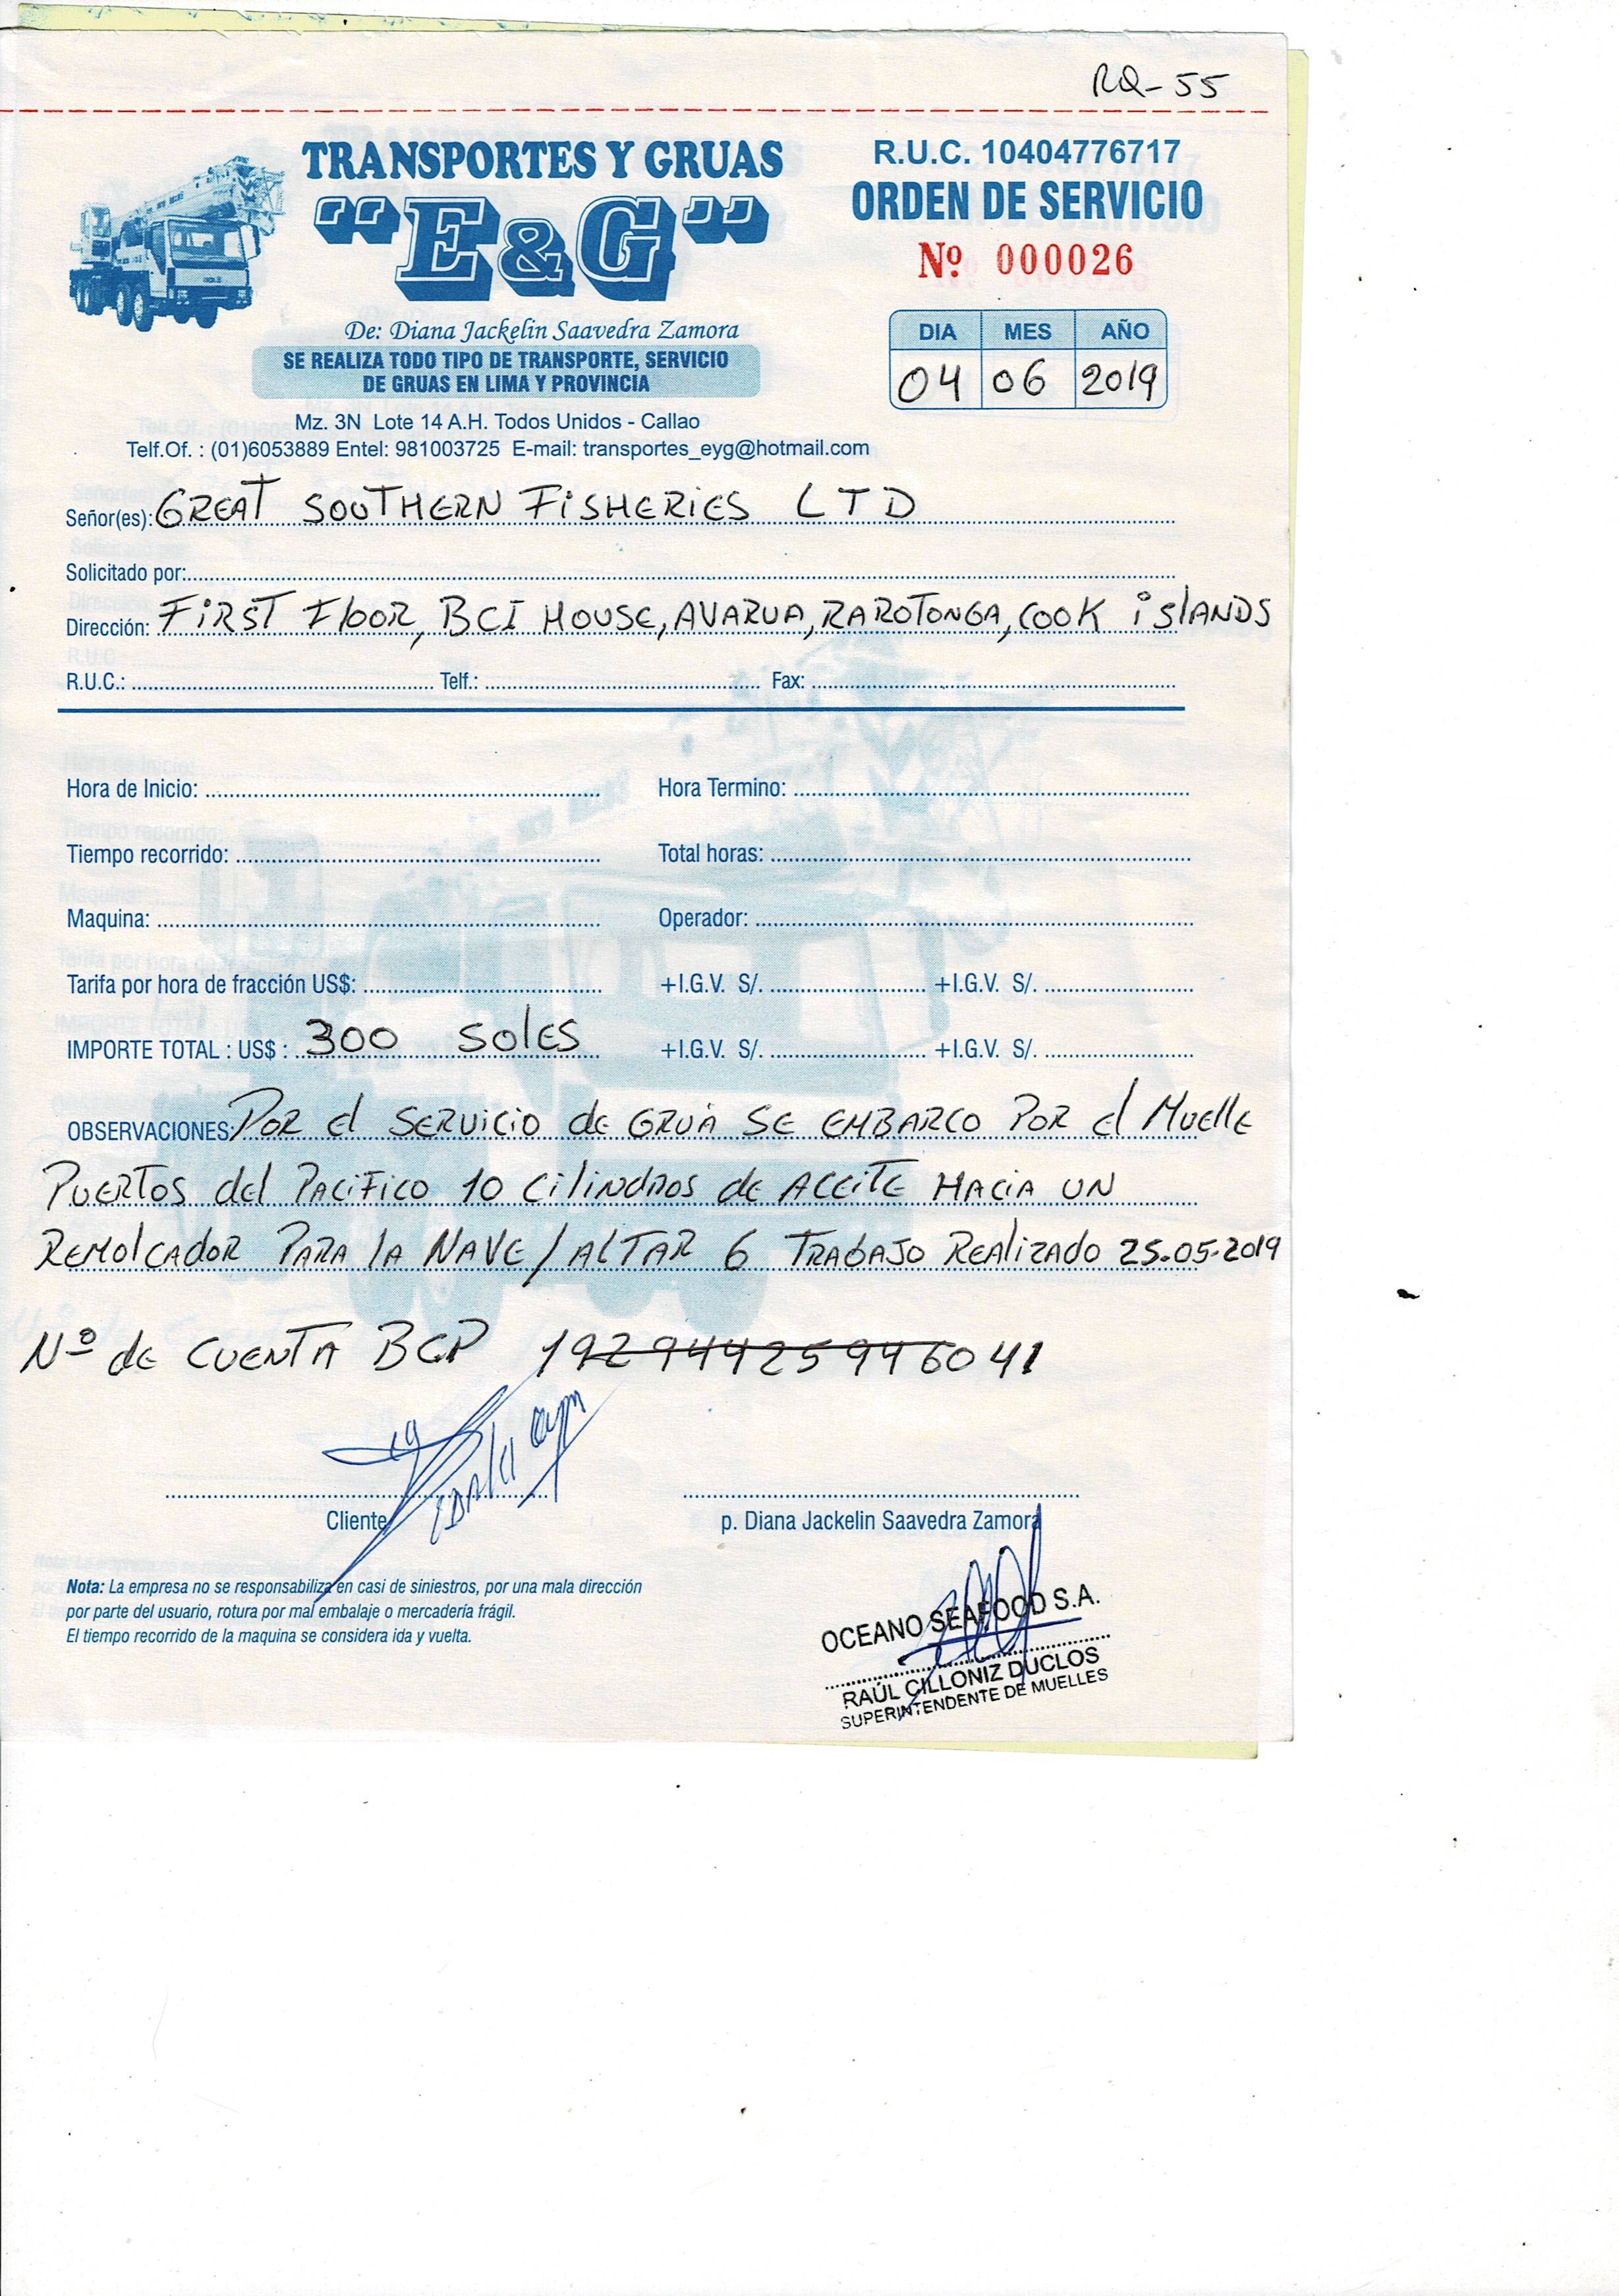 RQ-55
TRANSPORTES Y GRUAS
"E&G"
De: Diana Jackelin Saavedra Zamora
SE REALIZA TODO TIPO DE TRANSPORTE, SERVICIO
DE GRUAS EN LIMA Y PROVINCIA
Mz. 3N Lote 14 A.H. Todos Unidos - Callao
Telf.Of. : (01)6053889 Entel: 981003725 E-mail: transportes_eyg@hotmail.com
R.U.C. 10404776717
ORDEN DE SERVICIO
Nº 000026
DIA MES AÑO
04 06 2019
Señor(es): GREAT SOUTHERN FISHERIES LTD
Solicitado por:
Dirección: FIRST FlOOR, BCI HOUSE, AVARUA, RAROTONGA, COOK iSlANDS
R.U.C.: Telf.: Fax:
Hora de Inicio: Hora Termino:
Tiempo recorrido: Total horas:
Maquina: Operador:
Tarifa por hora de fracción US$: +I.G.V. S/. +I.G.V. S/.
IMPORTE TOTAL : US$ : 300 SOlES +I.G.V. S/. +I.G.V. S/.
OBSERVACIONES: POR El SERVICIO dE GRUA SE EMBARCO POR El MUEllE
PUERTOS dEl PACIFICO 10 CiliNdROS dE ACEITE HACIA UN
REMOlCAdOR PARA lA NAVE/ALTAR 6 TRABAJO REAlIZADO 25.05.2019
Nº dE CUENTA BCP
Cliente
p. Diana Jackelin Saavedra Zamora
Nota: La empresa no se responsabiliza en casi de siniestros, por una mala dirección
por parte del usuario, rotura por mal embalaje o mercadería frágil.
El tiempo recorrido de la maquina se considera ida y vuelta.
OCEANO SEAFOOD S.A.
RAÚL CILLONIZ DUCLOS
SUPERINTENDENTE DE MUELLES